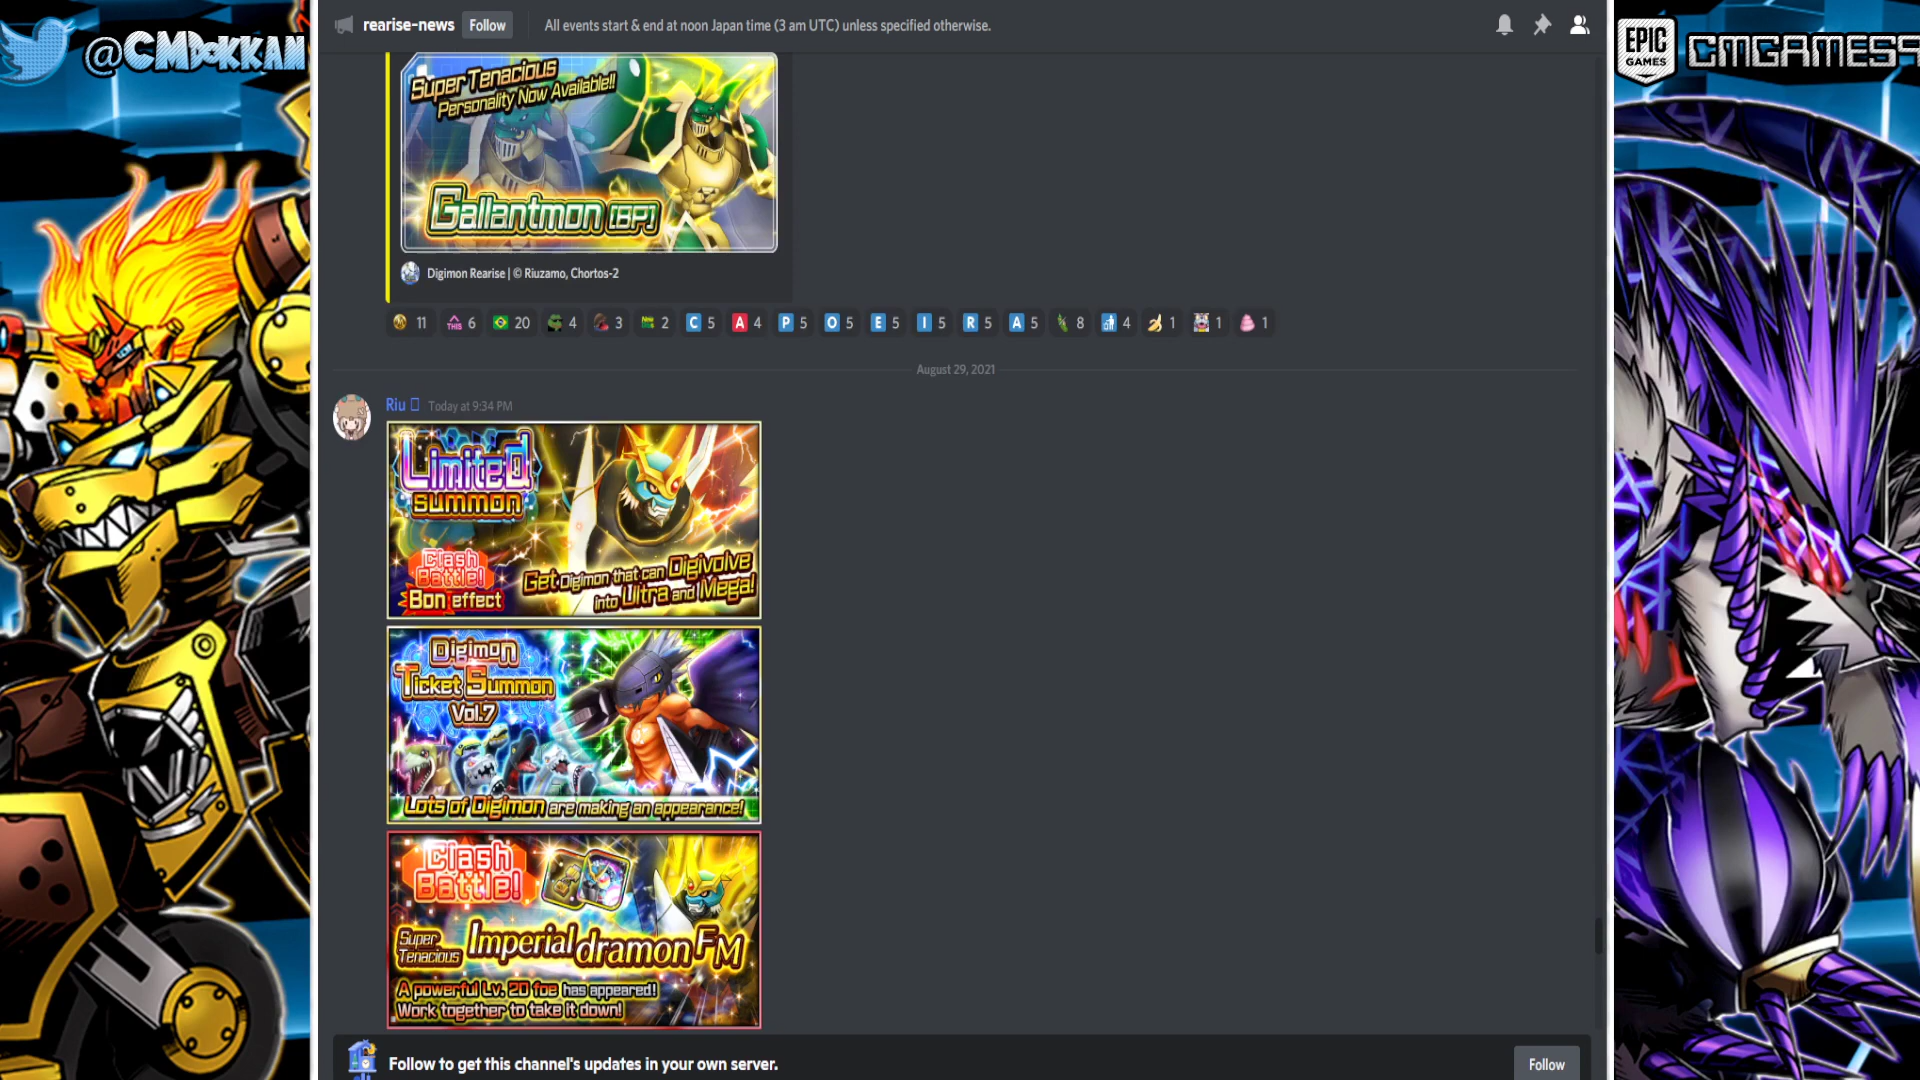 @CMDOKKAN
rearise-news
Follow
All events start & end at noon Japan time (3 am UTC) unless specified otherwise.
EPIC
GAMES
CMGAMES9
Super Tenacious
Personality Now Available!!
Gallantmon [BP]
Digimon Rearise | © Riuzamo, Chortos-2
11 THIS 6 20 4 3 2 C 5 A 4 P 5 O 5 E 5 I 5 R 5 A 5 8 4 1 1 1
August 29, 2021
Riu Today at 9:34 PM
Limited
Summon
Clash
Battle!
Bon effect
Get Digimon that can Digivolve
into Ultra and Mega!
Digimon
Ticket Summon
Vol.7
Lots of Digimon are making an appearance!
Clash
Battle!
Super
Tenacious
Imperialdramon FM
A powerful Lv. 20 foe has appeared!
Work together to take it down!
Follow to get this channel's updates in your own server.
Follow